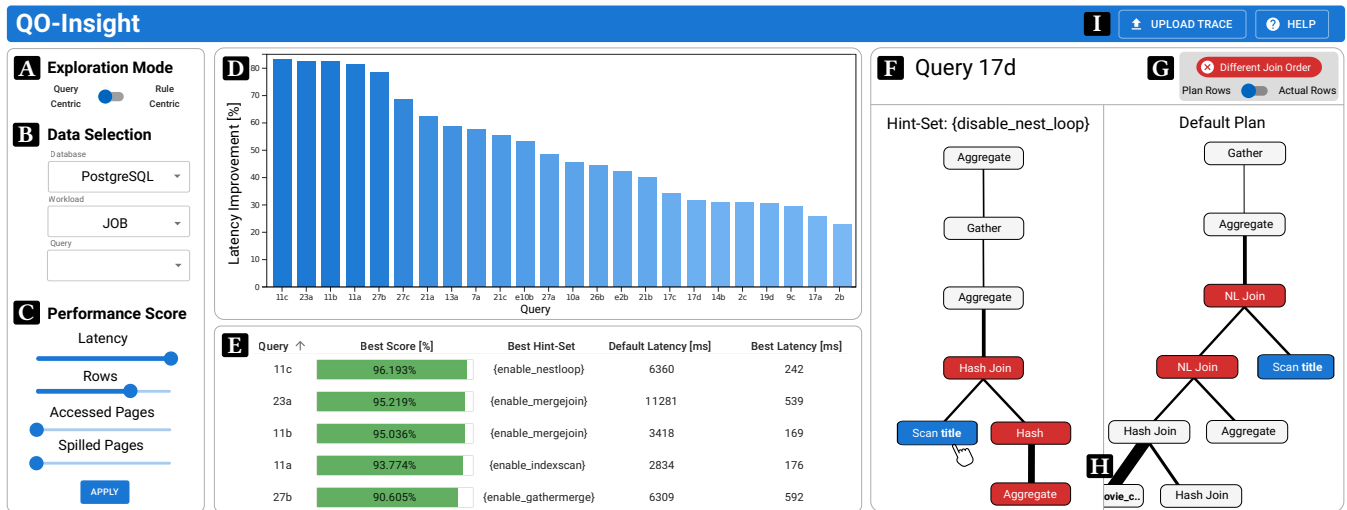 QO-Insight
I
UPLOAD TRACE
HELP
A
Exploration Mode
Query Centric
Rule Centric
B
Data Selection
Database
PostgreSQL
Workload
JOB
Query
C
Performance Score
Latency
Rows
Accessed Pages
Spilled Pages
APPLY
D
Latency Improvement [%]
80
70
60
50
40
30
20
10
0
11c 23a 11b 11a 27b 27c 21a 13a 7a 21c e10b 27a 10a 26b e2b 21b 17c 17d 14b 2c 19d 9c 17a 2b
Query
E
Query Best Score [%] Best Hint-Set Default Latency [ms] Best Latency [ms]
11c 96.193% {enable_nestloop} 6360 242
23a 95.219% {enable_mergejoin} 11281 539
11b 95.036% {enable_mergejoin} 3418 169
11a 93.774% {enable_indexscan} 2834 176
27b 90.605% {enable_gathermerge} 6309 592
F
Query 17d
G
Different Join Order
Plan Rows
Actual Rows
Hint-Set: {disable_nest_loop}
Aggregate
Gather
Aggregate
Hash Join
Scan title
Hash
Aggregate
Default Plan
Gather
Aggregate
NL Join
NL Join
Scan title
Hash Join
Aggregate
H
ovie_c..
Hash Join